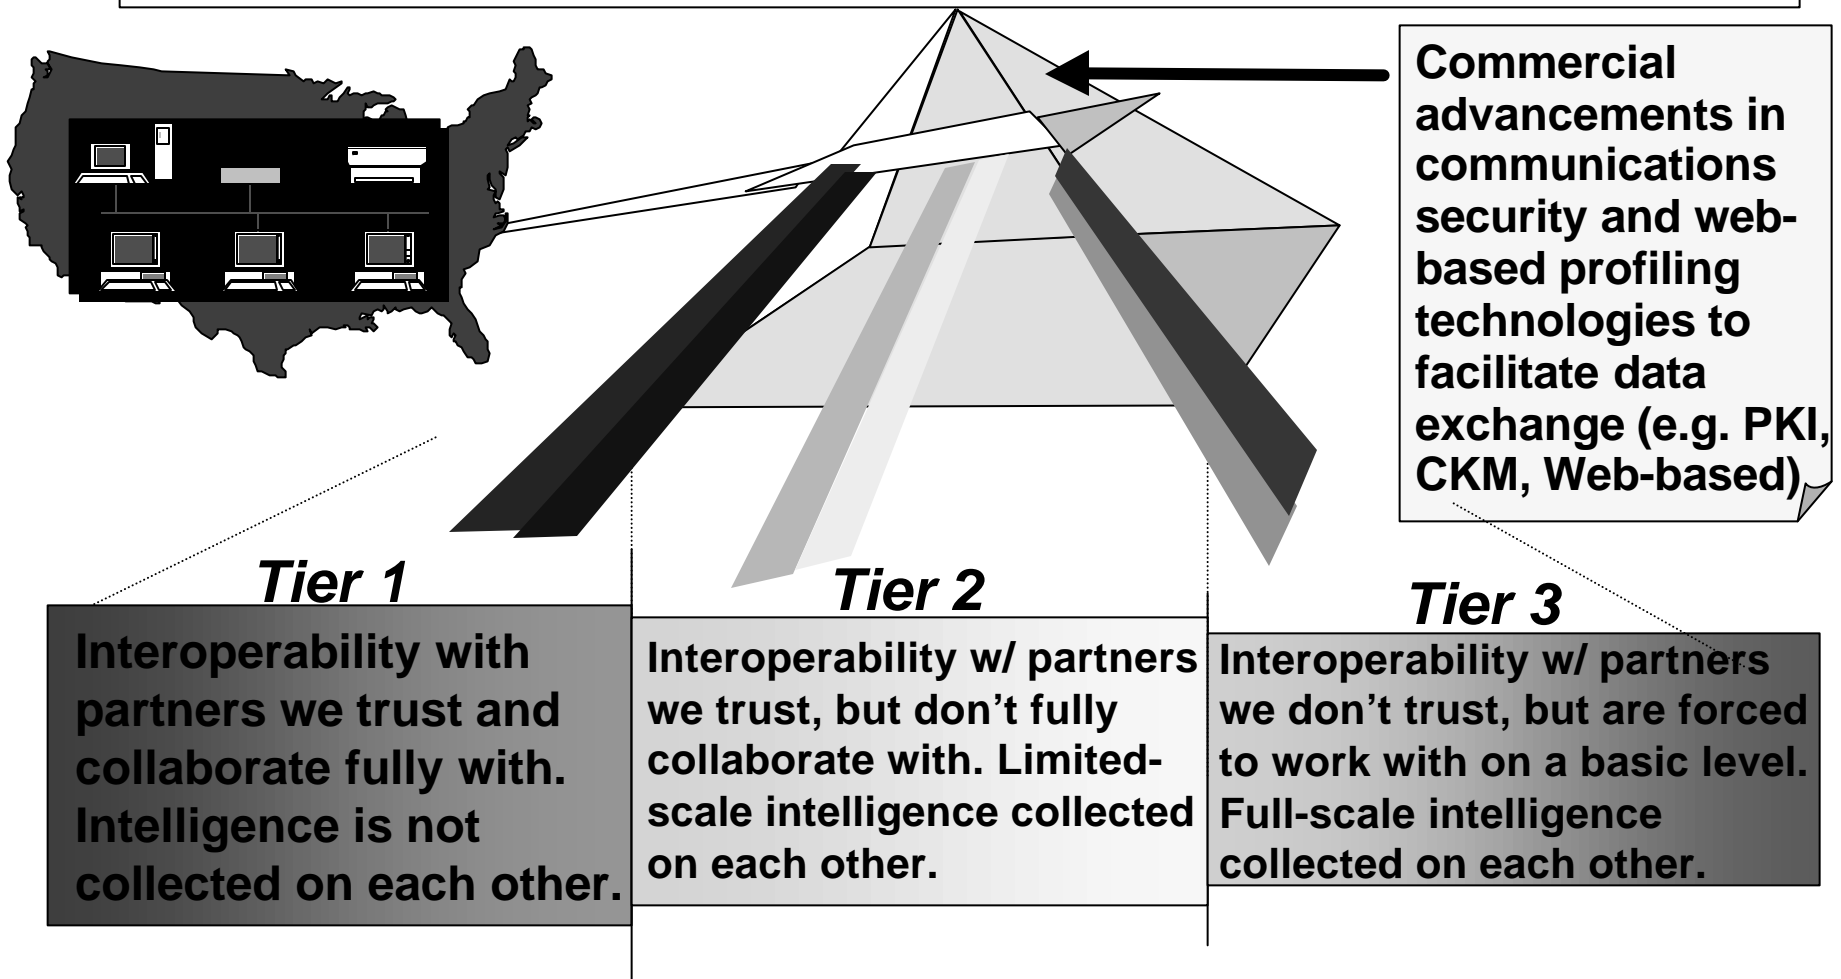 Commercial
advancements in
communications
security and web-
based profiling
technologies to
facilitate data
exchange (e.g. PKI,
CKM, Web-based)
Tier 1
Interoperability with
partners we trust and
collaborate fully with.
Intelligence is not
collected on each other.
Tier 2
Interoperability w/ partners
we trust, but don’t fully
collaborate with. Limited-
scale intelligence collected
on each other.
Tier 3
Interoperability w/ partners
we don’t trust, but are forced
to work with on a basic level.
Full-scale intelligence
collected on each other.